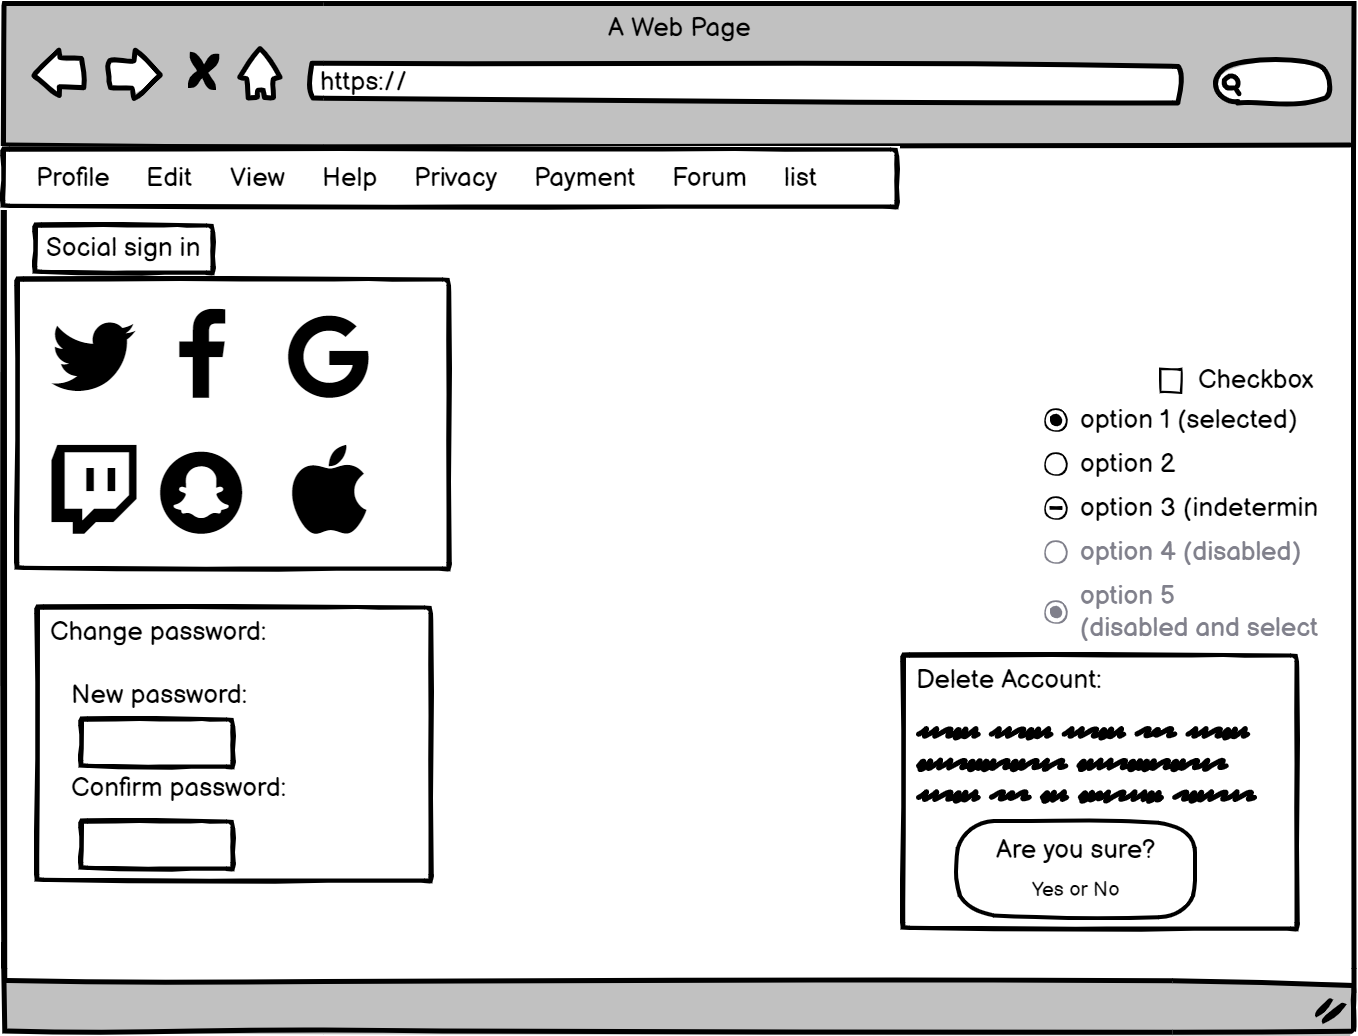 A Web Page
https://
Profile Edit View Help Privacy Payment Forum list
Social sign in
Checkbox
option 1 (selected)
option 2
option 3 (indetermin
option 4 (disabled)
option 5
(disabled and select
Change password:
New password:
Confirm password:
Delete Account:
Are you sure?
Yes or No